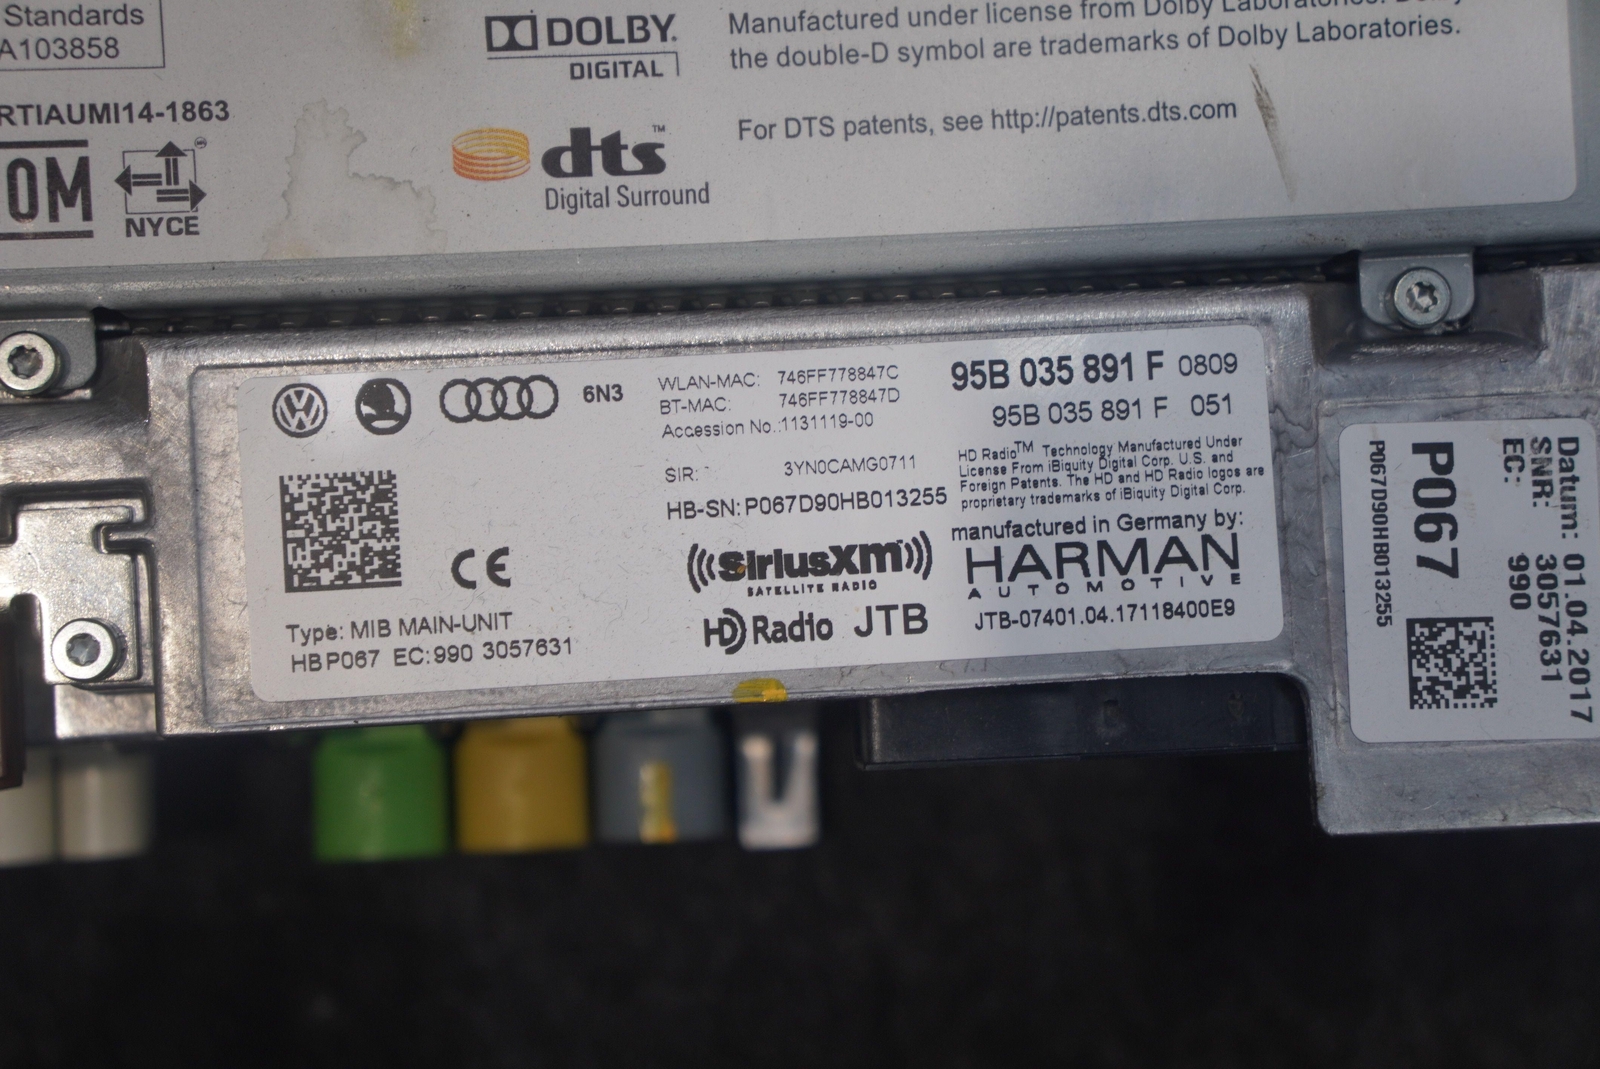 Standards
A103858
RTIAUMI14-1863
OM
NYCE
DOLBY
DIGITAL
dts™
Digital Surround
Manufactured under license from Dolby Laboratories. Dolby
the double-D symbol are trademarks of Dolby Laboratories.
For DTS patents, see http://patents.dts.com
6N3
WLAN-MAC: 746FF778847C
BT-MAC: 746FF778847D
Accession No.:1131119-00
SIR: 3YN0CAMG0711
HB-SN: P067D90HB013255
95B 035 891 F 0809
95B 035 891 F 051
HD Radio™ Technology Manufactured Under
License From iBiquity Digital Corp. U.S. and
Foreign Patents. The HD and HD Radio logos are
proprietary trademarks of iBiquity Digital Corp.
manufactured in Germany by:
HARMAN
AUTOMOTIVE
JTB-07401.04.17118400E9
SiriusXm
SATELLITE RADIO
HD Radio JTB
CE
Type: MIB MAIN-UNIT
HB P067 EC: 990 3057631
Datum: 01.04.2017
SNR: 3057631
EC: 990
P067
P067D90HB013255